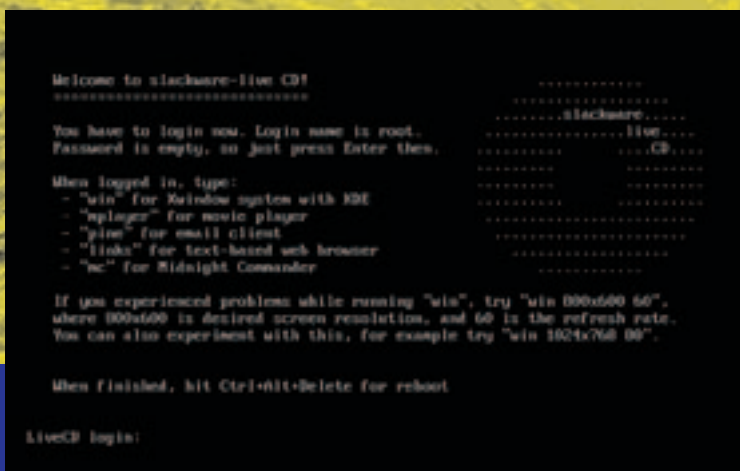 Welcome to slackware-live CD!
=============================
slackware
live
CD
You have to login now. Login name is root.
Password is empty, so just press Enter then.
When logged in, type:
- "win" for Xwindow system with KDE
- "mplayer" for movie player
- "pine" for email client
- "links" for text-based web browser
- "mc" for Midnight Commander
If you experienced problems while running "win", try "win 800x600 60",
where 800x600 is desired screen resolution, and 60 is the refresh rate.
You can also experiment with this, for example try "win 1024x768 80".
When finished, hit Ctrl+Alt+Delete for reboot
LiveCD login: